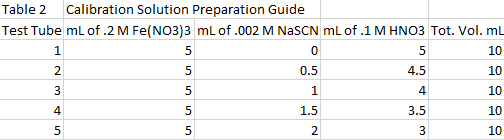 Table 2 Calibration Solution Preparation Guide
Test Tube mL of .2 M Fe(NO3)3 mL of .002 M NaSCN mL of .1 M HNO3 Tot. Vol. mL
1 5 0 5 10
2 5 0.5 4.5 10
3 5 1 4 10
4 5 1.5 3.5 10
5 5 2 3 10